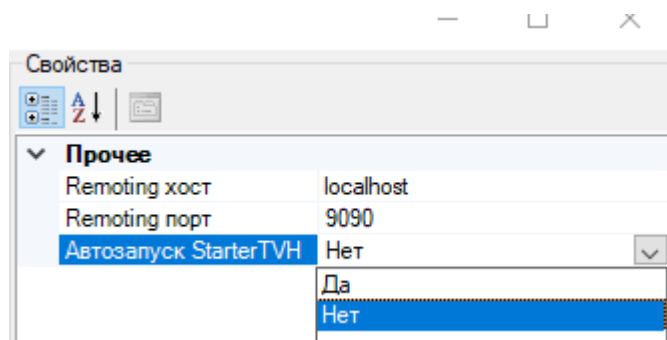 Свойства
Прочее
Remoting хост localhost
Remoting порт 9090
Автозапуск StarterTVH Нет
Да
Нет